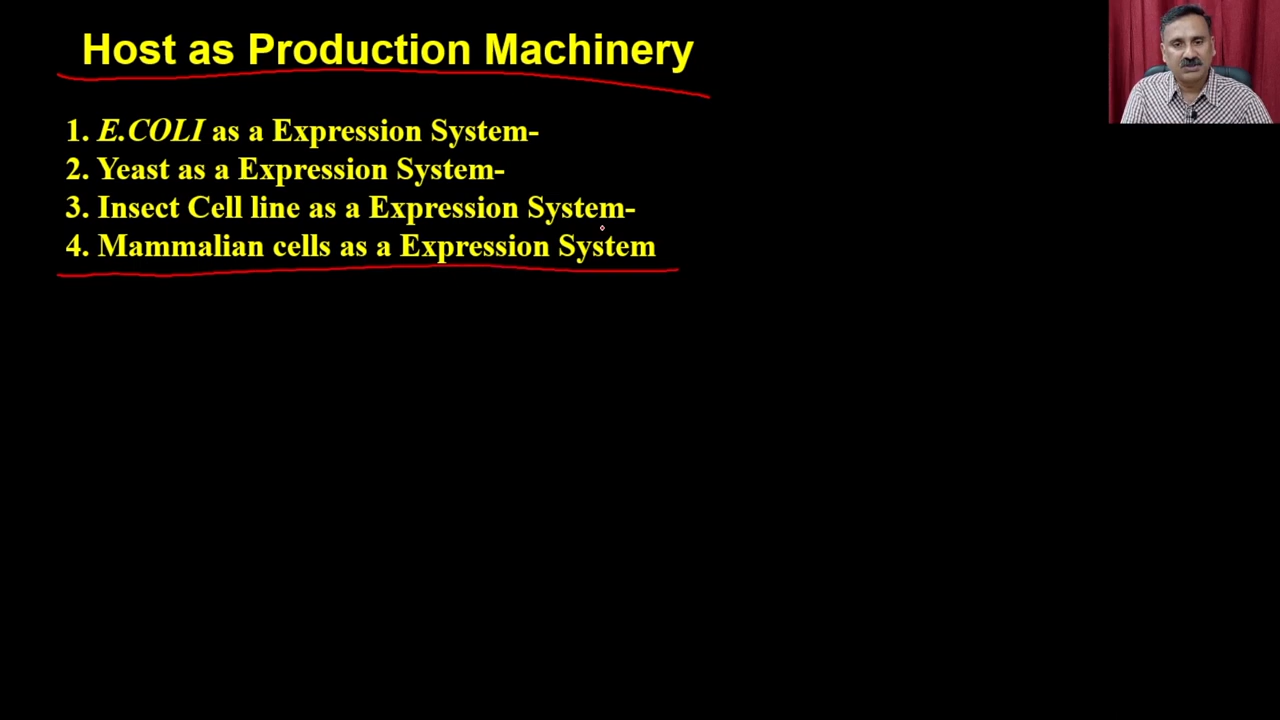 Host as Production Machinery
1. E.COLI as a Expression System-
2. Yeast as a Expression System-
3. Insect Cell line as a Expression System-
4. Mammalian cells as a Expression System